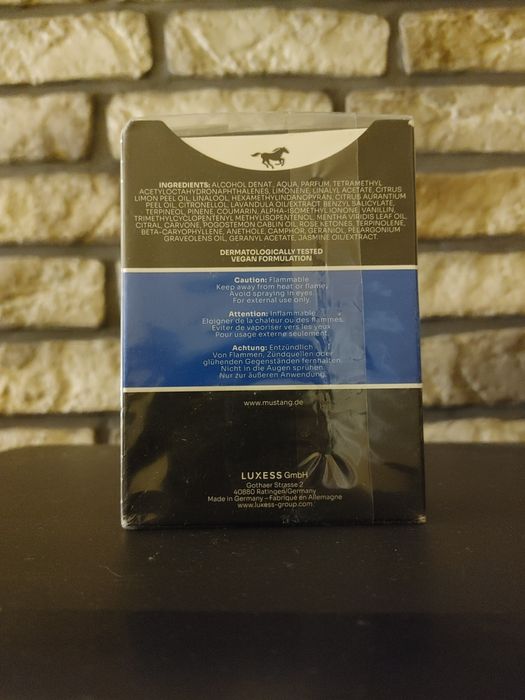 INGREDIENTS: ALCOHOL DENAT., AQUA, PARFUM, TETRAMETHYL
ACETYLOCTAHYDRONAPHTHALENES, LIMONENE, LINALYL ACETATE, CITRUS
LIMON PEEL OIL, LINALOOL, HEXAMETHYLINDANOPYRAN, CITRUS AURANTIUM
PEEL OIL, CITRONELLOL, LAVANDULA OIL/EXTRACT, BENZYL SALICYLATE,
TERPINEOL, PINENE, COUMARIN, ALPHA-ISOMETHYL IONONE, VANILLIN,
TRIMETHYLCYCLOPENTENYL METHYLISOPENTENOL, MENTHA VIRIDIS LEAF OIL,
CITRAL, CARVONE, POGOSTEMON CABLIN OIL, ROSE KETONES, TERPINOLENE,
BETA-CARYOPHYLLENE, ANETHOLE, CAMPHOR, GERANIOL, PELARGONIUM
GRAVEOLENS OIL, GERANYL ACETATE, JASMINE OIL/EXTRACT.
DERMATOLOGICALLY TESTED
VEGAN FORMULATION
Caution: Flammable.
Keep away from heat or flame.
Avoid spraying in eyes.
For external use only.
Attention: Inflammable.
Eloigner de la chaleur ou des flammes.
Eviter de vaporiser vers les yeux.
Pour usage externe seulement.
Achtung: Entzündlich.
Von Flammen, Zündquellen oder
glühenden Gegenständen fernhalten.
Nicht in die Augen sprühen.
Nur zur äußeren Anwendung.
www.mustang.de
LUXESS GmbH
Gothaer Strasse 2
40880 Ratingen/Germany
Made in Germany – Fabriqué en Allemagne
www.luxess-group.com